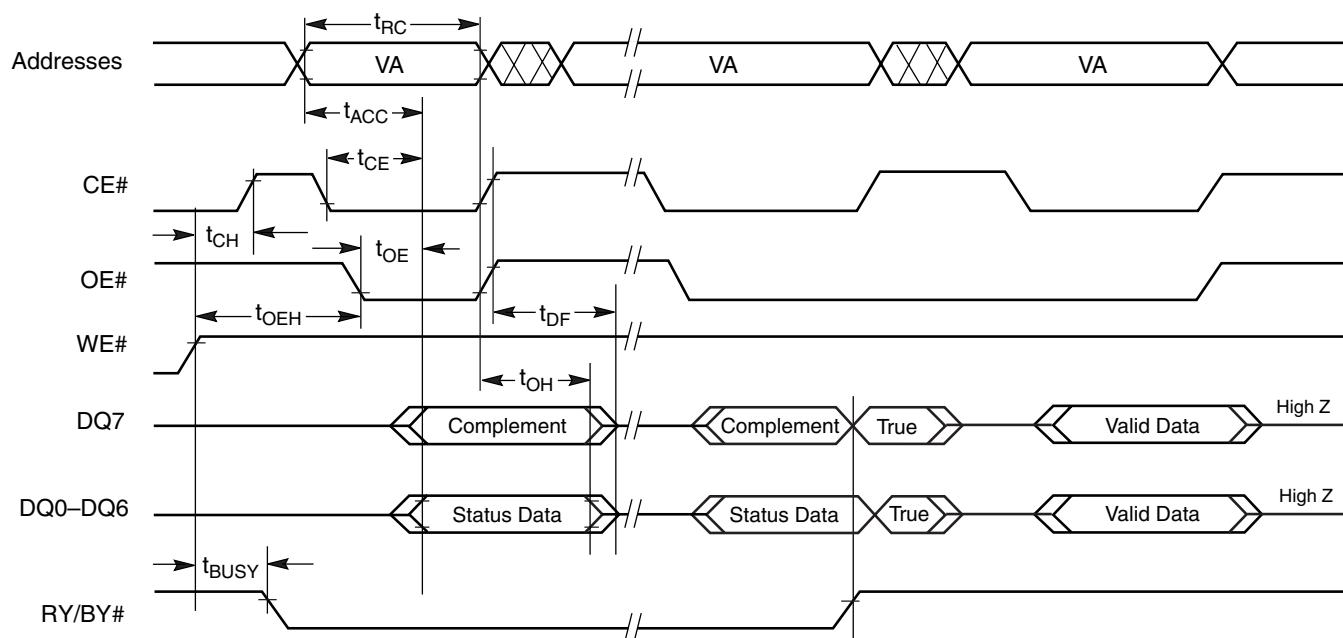 tRC
Addresses VA VA VA
tACC
tCE
CE#
tCH tOE
OE#
tOEH tDF
WE#
tOH
DQ7 Complement Complement True Valid Data High Z
DQ0–DQ6 Status Data Status Data True Valid Data High Z
tBUSY
RY/BY#